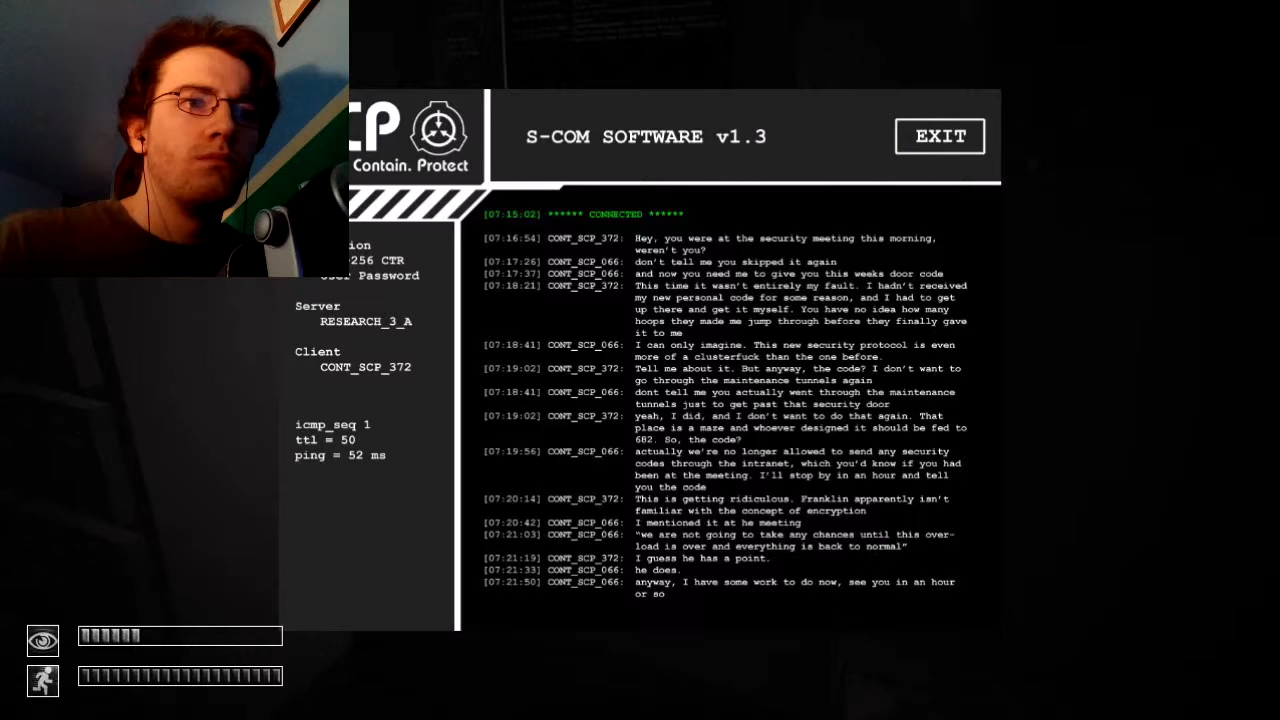 CP
Contain. Protect
S-COM SOFTWARE v1.3
EXIT
ion
256 CTR
User Password
Server
RESEARCH_3_A
Client
CONT_SCP_372
icmp_seq 1
ttl = 50
ping = 52 ms
[07:15:02] ****** CONNECTED ******
[07:16:54] CONT_SCP_372: Hey, you were at the security meeting this morning,
weren't you?
[07:17:26] CONT_SCP_066: don't tell me you skipped it again
[07:17:37] CONT_SCP_066: and now you need me to give you this weeks door code
[07:18:21] CONT_SCP_372: This time it wasn't entirely my fault. I hadn't received
my new personal code for some reason, and I had to get
up there and get it myself. You have no idea how many
hoops they made me jump through before they finally gave
it to me
[07:18:41] CONT_SCP_066: I can only imagine. This new security protocol is even
more of a clusterfuck than the one before.
[07:19:02] CONT_SCP_372: Tell me about it. But anyway, the code? I don't want to
go through the maintenance tunnels again
[07:18:41] CONT_SCP_066: dont tell me you actually went through the maintenance
tunnels just to get past that security door
[07:19:02] CONT_SCP_372: yeah, I did, and I don't want to do that again. That
place is a maze and whoever designed it should be fed to
682. So, the code?
[07:19:56] CONT_SCP_066: actually we're no longer allowed to send any security
codes through the intranet, which you'd know if you had
been at the meeting. I'll stop by in an hour and tell
you the code
[07:20:14] CONT_SCP_372: This is getting ridiculous. Franklin apparently isn't
familiar with the concept of encryption
[07:20:42] CONT_SCP_066: I mentioned it at he meeting
[07:21:03] CONT_SCP_066: "we are not going to take any chances until this over-
load is over and everything is back to normal"
[07:21:19] CONT_SCP_372: I guess he has a point.
[07:21:33] CONT_SCP_066: he does.
[07:21:50] CONT_SCP_066: anyway, I have some work to do now, see you in an hour
or so